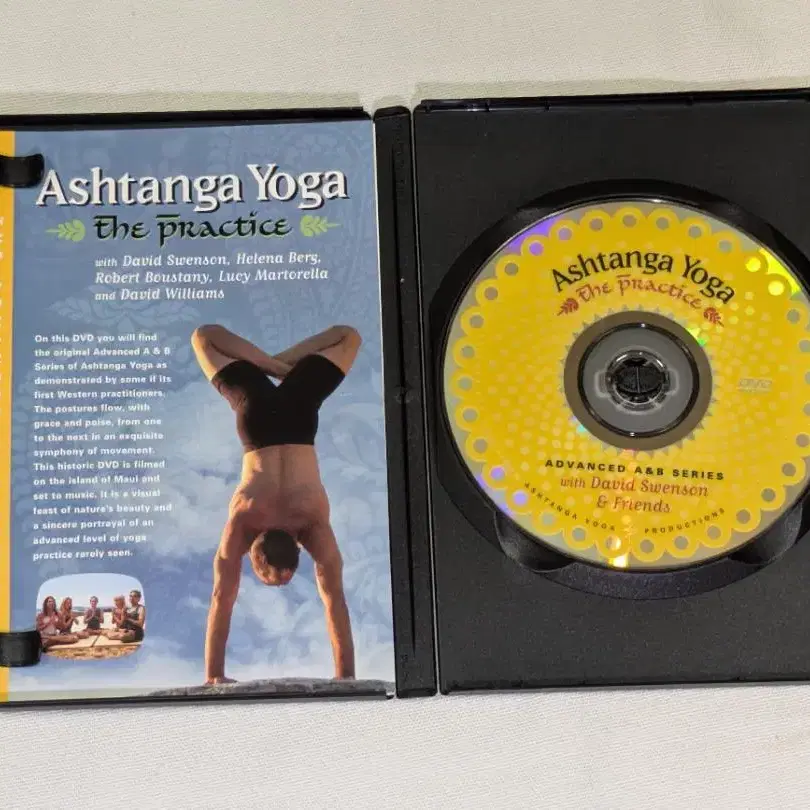 Ashtanga Yoga
The Practice
with David Swenson, Helena Berg,
Robert Boustany, Lucy Martorella
and David Williams
On this DVD you will find
the original Advanced A & B
Series of Ashtanga Yoga as
demonstrated by some if its
first Western practitioners.
The postures flow, with
grace and poise, from one
to the next in an exquisite
symphony of movement.
This historic DVD is filmed
on the island of Maui and
set to music. It is a visual
feast of nature's beauty and
a sincere portrayal of an
advanced level of yoga
practice rarely seen.
Ashtanga Yoga
The Practice
DVD
ADVANCED A&B SERIES
with David Swenson
& Friends
ASHTANGA YOGA PRODUCTIONS